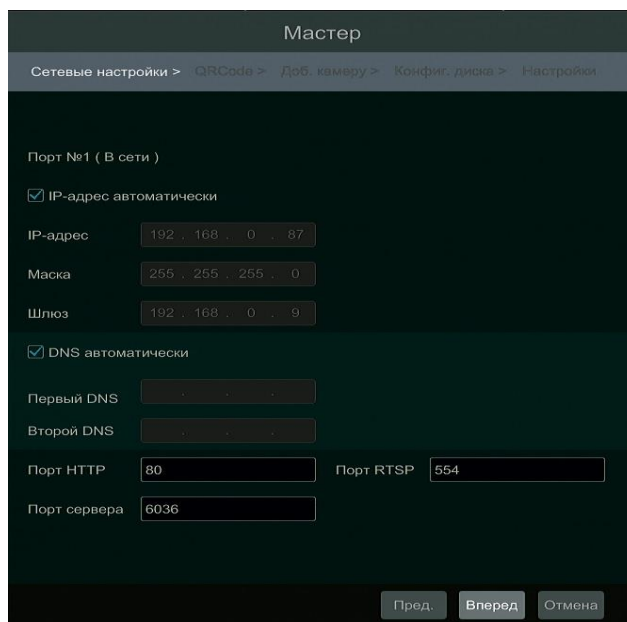 Мастер
Сетевые настройки > QRCode > Доб. камеру > Конфиг. диска > Настройки
Порт №1 ( В сети )
IP-адрес автоматически
IP-адрес 192 . 168 . 0 . 87
Маска 255 . 255 . 255 . 0
Шлюз 192 . 168 . 0 . 9
DNS автоматически
Первый DNS . . .
Второй DNS . . .
Порт HTTP 80 Порт RTSP 554
Порт сервера 6036
Пред. Вперед Отмена